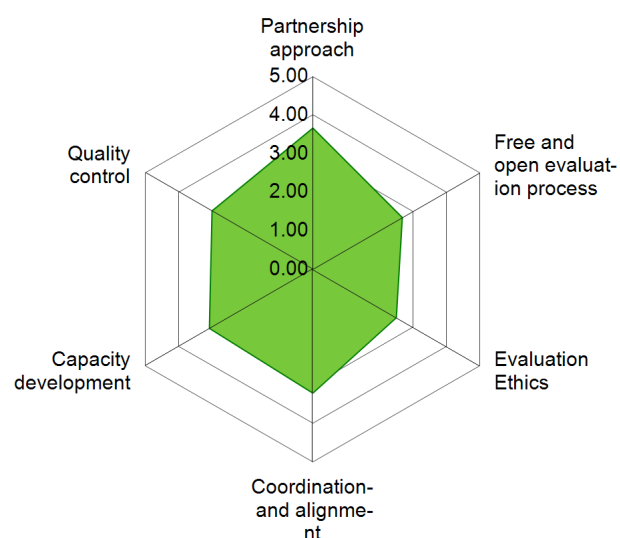 Partnership
approach
5.00
4.00
3.00
2.00
1.00
0.00
Free and
open evaluat-
ion process
Evaluation
Ethics
Coordination-
and alignme-
nt
Capacity
development
Quality
control